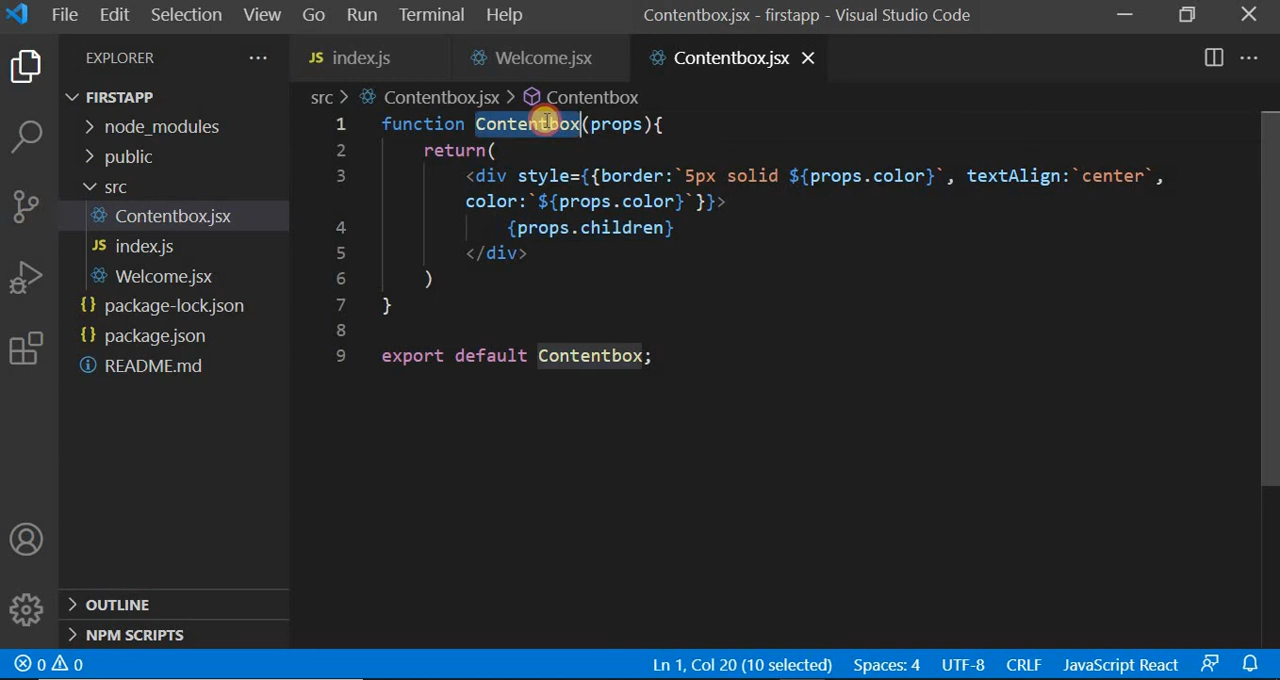 File Edit Selection View Go Run Terminal Help Contentbox.jsx - firstapp - Visual Studio Code
EXPLORER ... JS index.js Welcome.jsx Contentbox.jsx
FIRSTAPP
node_modules
public
src
Contentbox.jsx
JS index.js
Welcome.jsx
{} package-lock.json
{} package.json
README.md
OUTLINE
NPM SCRIPTS
src > Contentbox.jsx > Contentbox
1 function Contentbox(props){
2 return(
3 <div style={{border:`5px solid ${props.color}`, textAlign:`center`,
color:`${props.color}`}}>
4 {props.children}
5 </div>
6 )
7 }
8
9 export default Contentbox;
0 0 Ln 1, Col 20 (10 selected) Spaces: 4 UTF-8 CRLF JavaScript React